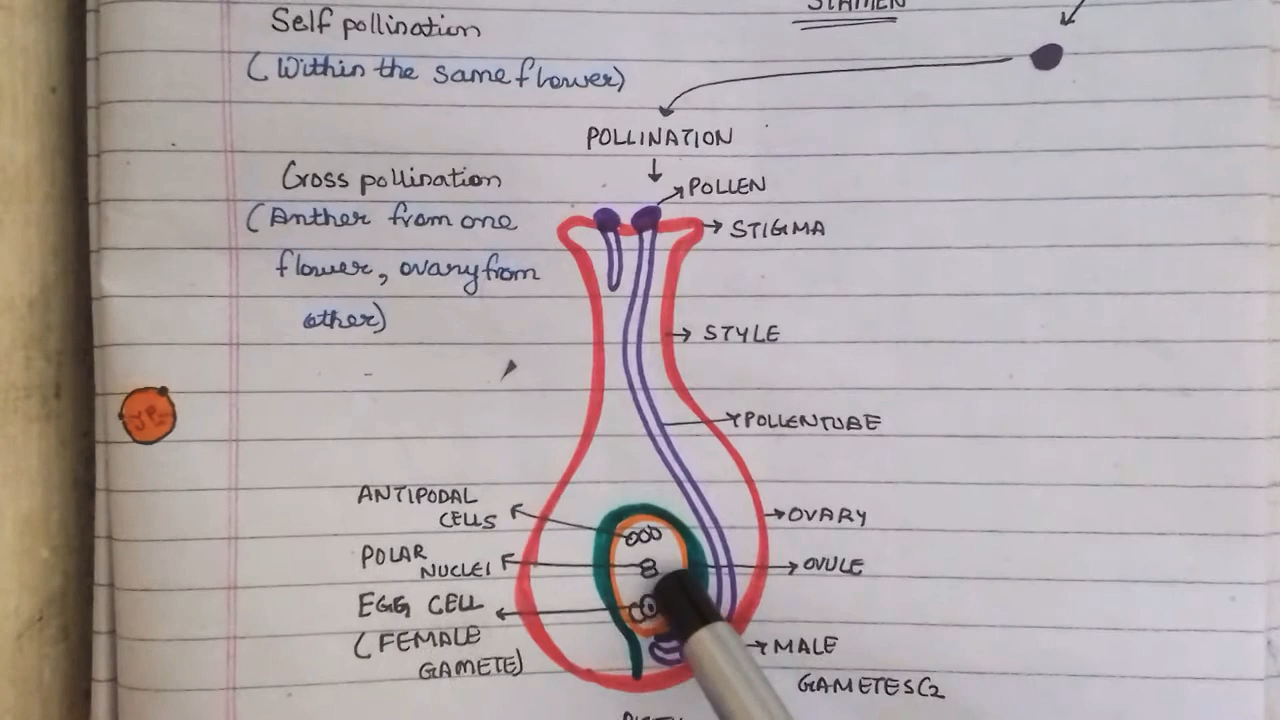 STAMEN
Self pollination
(Within the same flower)
POLLINATION
Cross pollination
(Anther from one
flower, ovary from
other)
POLLEN
STIGMA
STYLE
POLLENTUBE
ANTIPODAL
CELLS
POLAR
NUCLEI
EGG CELL
(FEMALE
GAMETE)
OVARY
OVULE
MALE
GAMETES(2